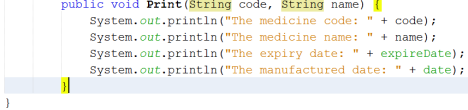 public void Print(String code, String name) {
System.out.println("The medicine code: " + code);
System.out.println("The medicine name: " + name);
System.out.println("The expiry date: " + expireDate);
System.out.println("The manufactured date: " + date);
}
}